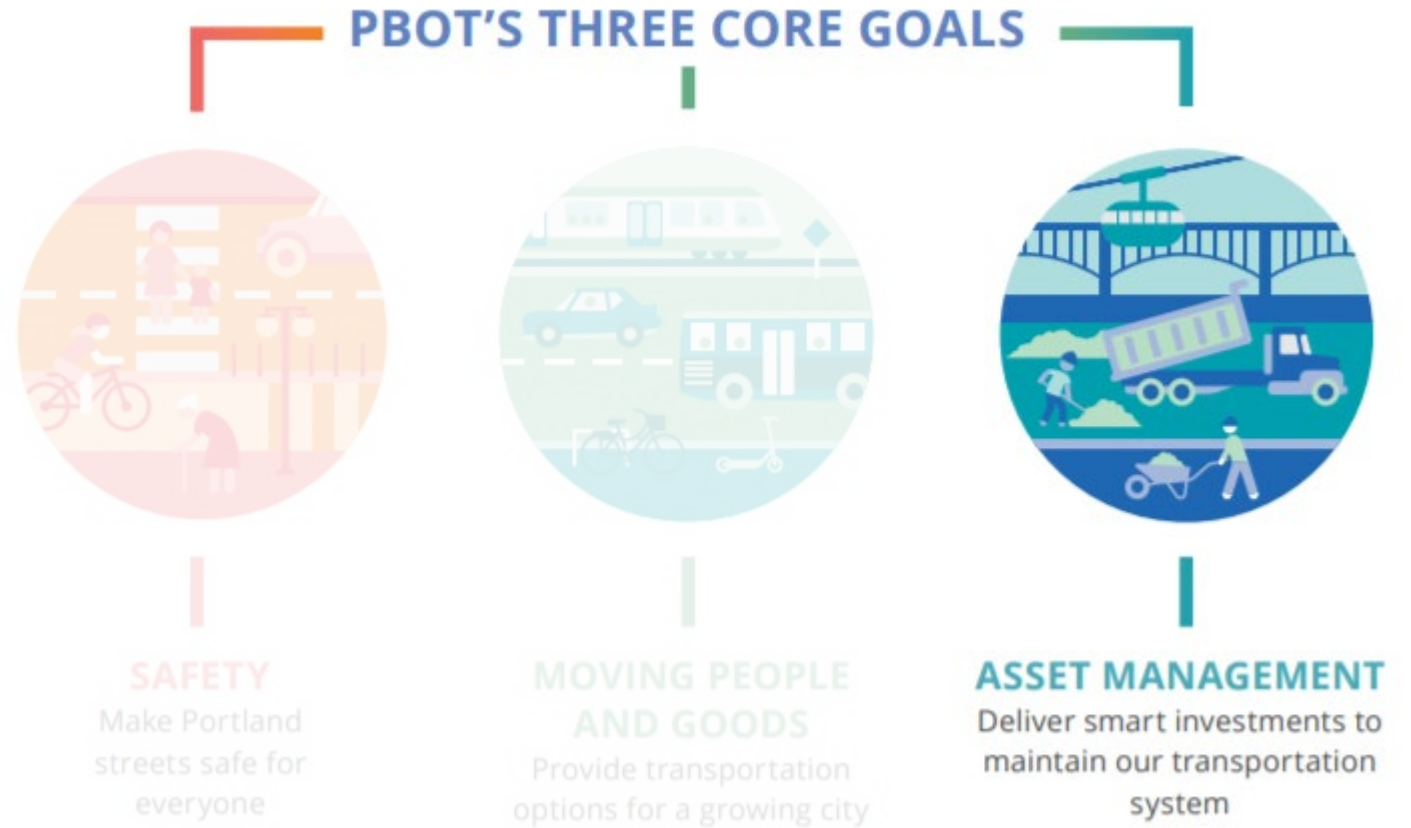 PBOT'S THREE CORE GOALS
SAFETY
Make Portland
streets safe for
everyone
MOVING PEOPLE
AND GOODS
Provide transportation
options for a growing city
ASSET MANAGEMENT
Deliver smart investments to
maintain our transportation
system